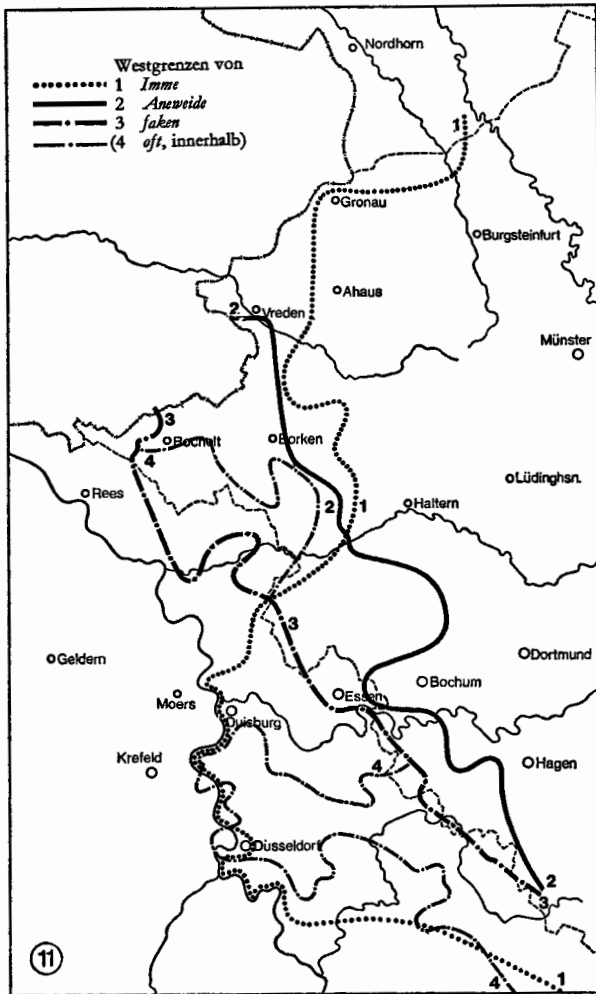 Westgrenzen von
1 Imme
2 Aneweide
3 faken
(4 oft, innerhalb)
Nordhorn
1
Gronau
Burgsteinfurt
Ahaus
2
Vreden
Münster
3
Bocholt
Borken
4
Rees
Lüdinghsn.
2
1
Haltern
3
Geldern
Dortmund
Bochum
Moers
Essen
Duisburg
Hagen
Krefeld
4
Düsseldorf
2
3
11
4
1